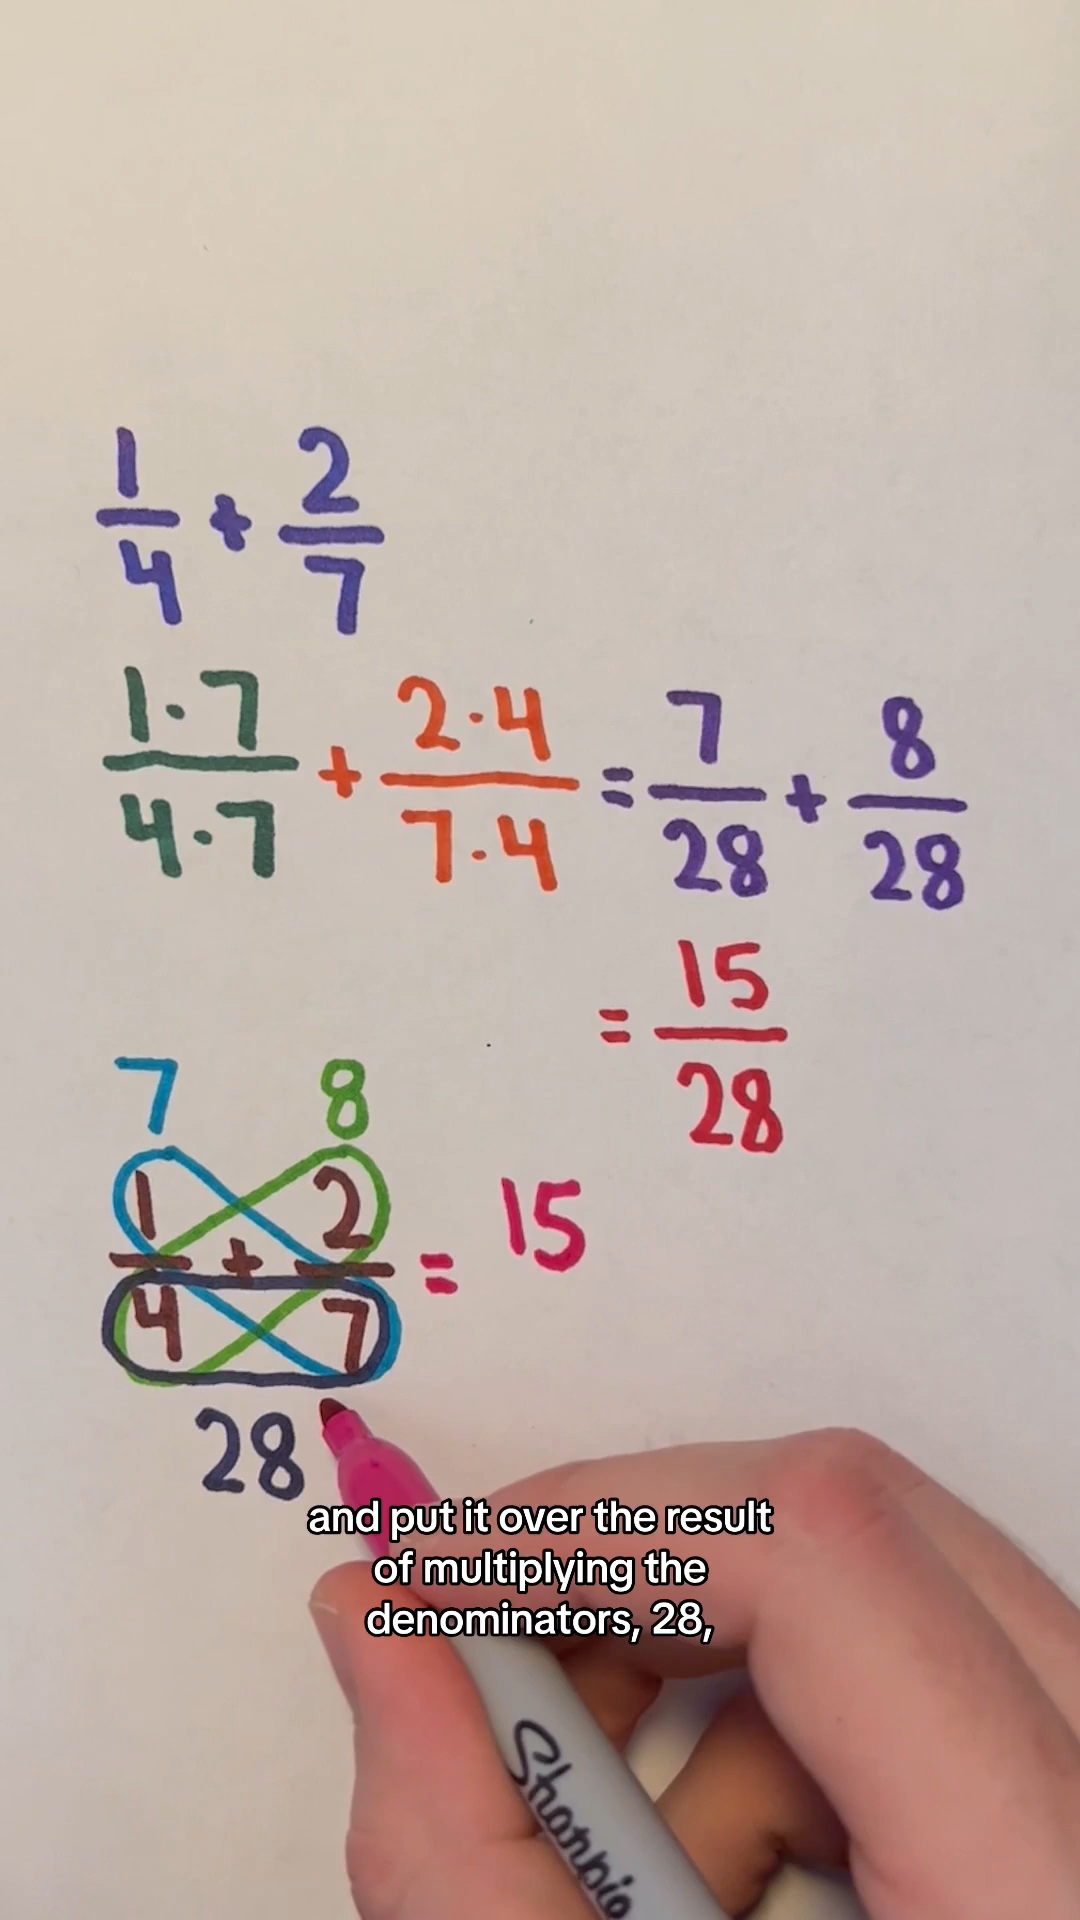 1/4 + 2/7
1·7/4·7 + 2·4/7·4 = 7/28 + 8/28
= 15/28
7 8
1/4 + 2/7 = 15
28
and put it over the result
of multiplying the
denominators, 28,
Sharpie